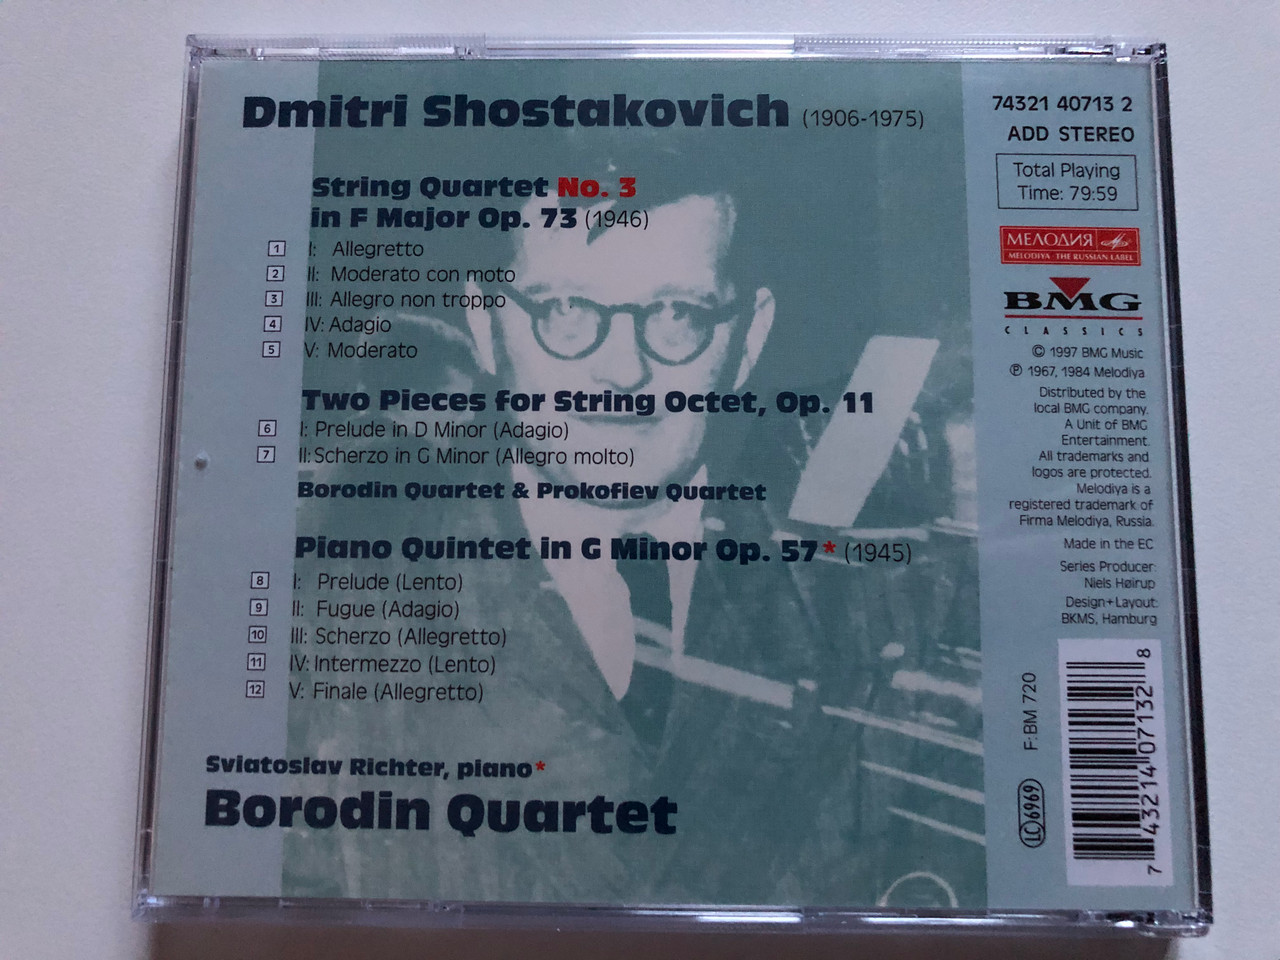 Dmitri Shostakovich (1906-1975)
String Quartet No. 3
in F Major Op. 73 (1946)
1 I: Allegretto
2 II: Moderato con moto
3 III: Allegro non troppo
4 IV: Adagio
5 V: Moderato
Two Pieces for String Octet, Op. 11
6 I: Prelude in D Minor (Adagio)
7 II: Scherzo in G Minor (Allegro molto)
Borodin Quartet & Prokofiev Quartet
Piano Quintet in G Minor Op. 57* (1945)
8 I: Prelude (Lento)
9 II: Fugue (Adagio)
10 III: Scherzo (Allegretto)
11 IV: Intermezzo (Lento)
12 V: Finale (Allegretto)
Sviatoslav Richter, piano*
Borodin Quartet
74321 40713 2
ADD STEREO
Total Playing
Time: 79:59
МЕЛОДИЯ
MELODIYA · THE RUSSIAN LABEL
BMG
CLASSICS
© 1997 BMG Music
℗ 1967, 1984 Melodiya
Distributed by the
local BMG company.
A Unit of BMG
Entertainment.
All trademarks and
logos are protected.
Melodiya is a
registered trademark of
Firma Melodiya, Russia.
Made in the EC
Series Producer:
Niels Høirup
Design+Layout:
BKMS, Hamburg
F: BM 720
LC 6969
7 43214 07132 8